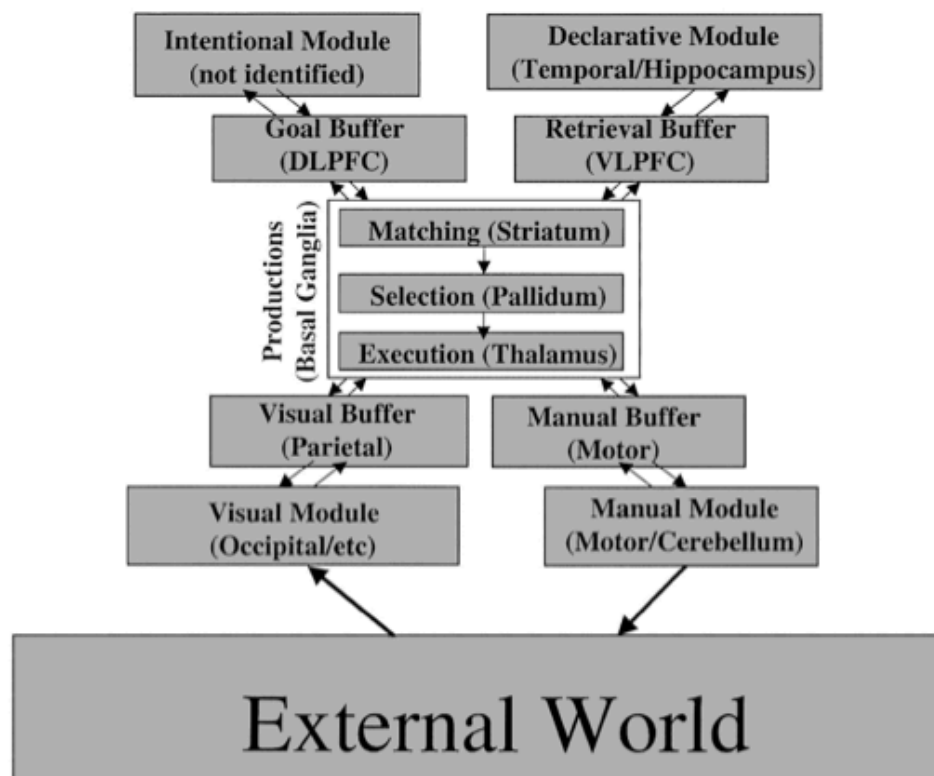 Intentional Module
(not identified)
Declarative Module
(Temporal/Hippocampus)
Goal Buffer
(DLPFC)
Retrieval Buffer
(VLPFC)
Productions
(Basal Ganglia)
Matching (Striatum)
Selection (Pallidum)
Execution (Thalamus)
Visual Buffer
(Parietal)
Manual Buffer
(Motor)
Visual Module
(Occipital/etc)
Manual Module
(Motor/Cerebellum)
External World